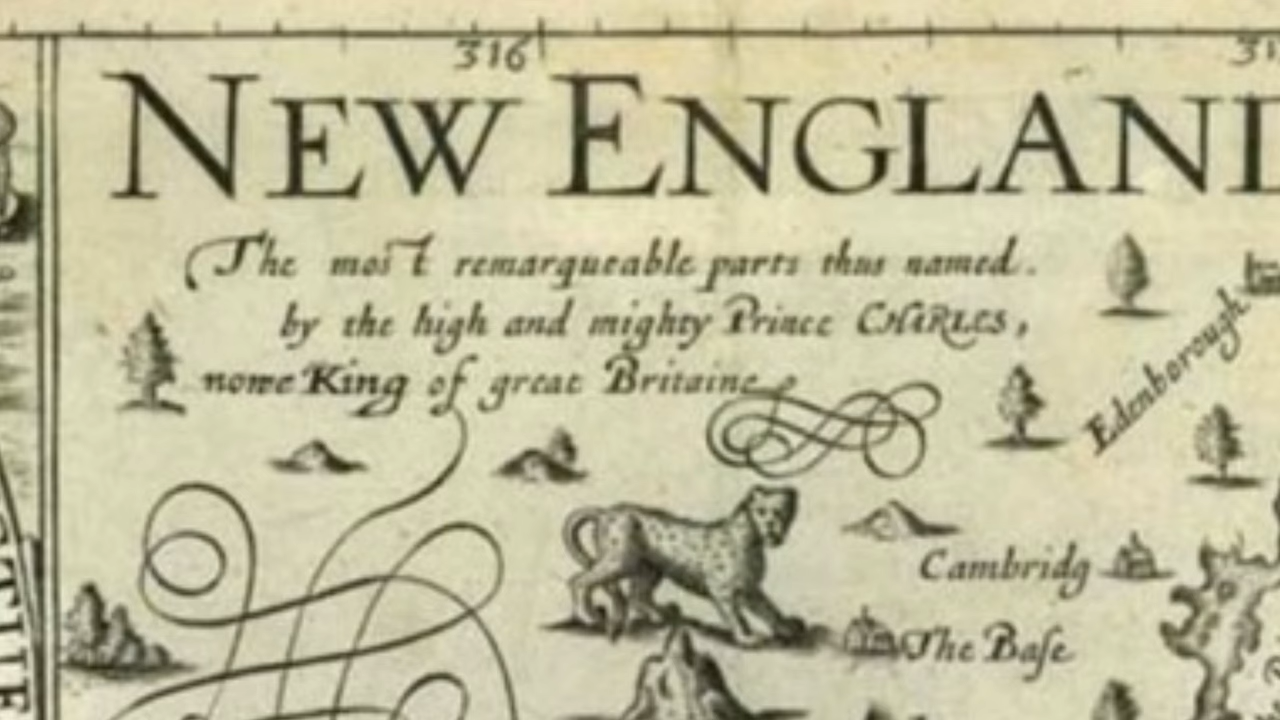 316
NEW ENGLAND
The most remarqueable parts thus named.
by the high and mighty Prince CHARLES,
nowe King of great Britaine
Edenborough
Cambridg
The Base